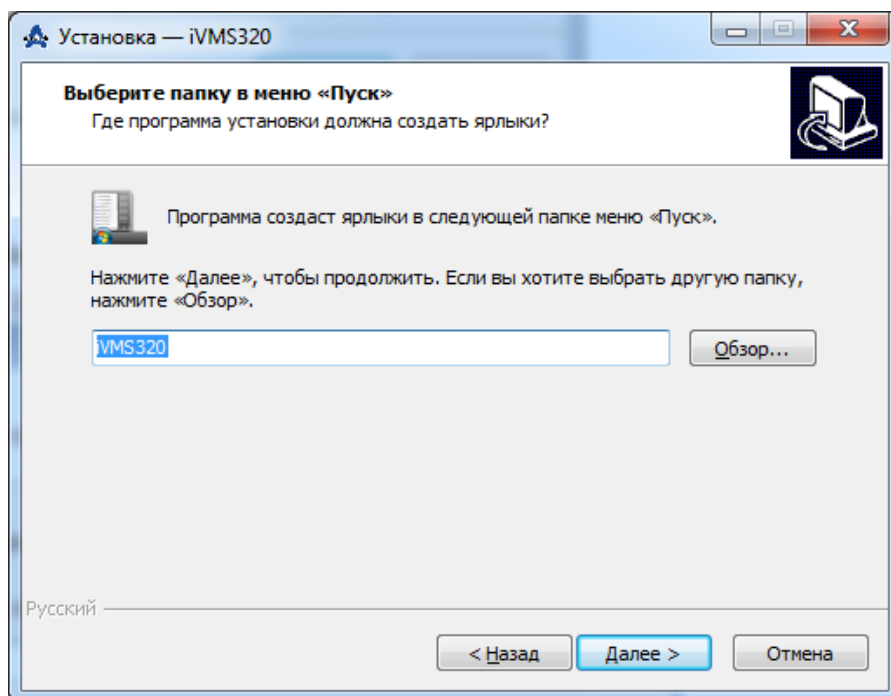 Установка — iVMS320
Выберите папку в меню «Пуск»
Где программа установки должна создать ярлыки?
Программа создаст ярлыки в следующей папке меню «Пуск».
Нажмите «Далее», чтобы продолжить. Если вы хотите выбрать другую папку,
нажмите «Обзор».
iVMS320
Обзор...
Русский
< Назад
Далее >
Отмена